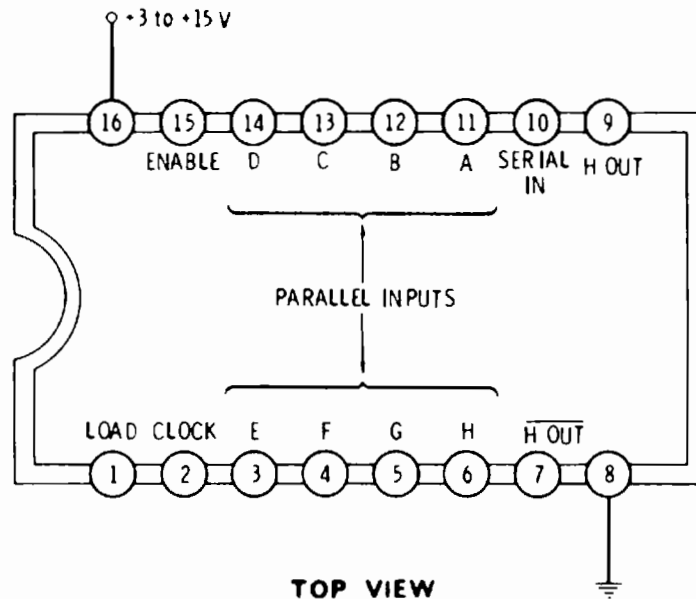 +3 to +15 V
16 15 14 13 12 11 10 9
ENABLE D C B A SERIAL IN H OUT
PARALLEL INPUTS
LOAD CLOCK E F G H H OUT
1 2 3 4 5 6 7 8
TOP VIEW